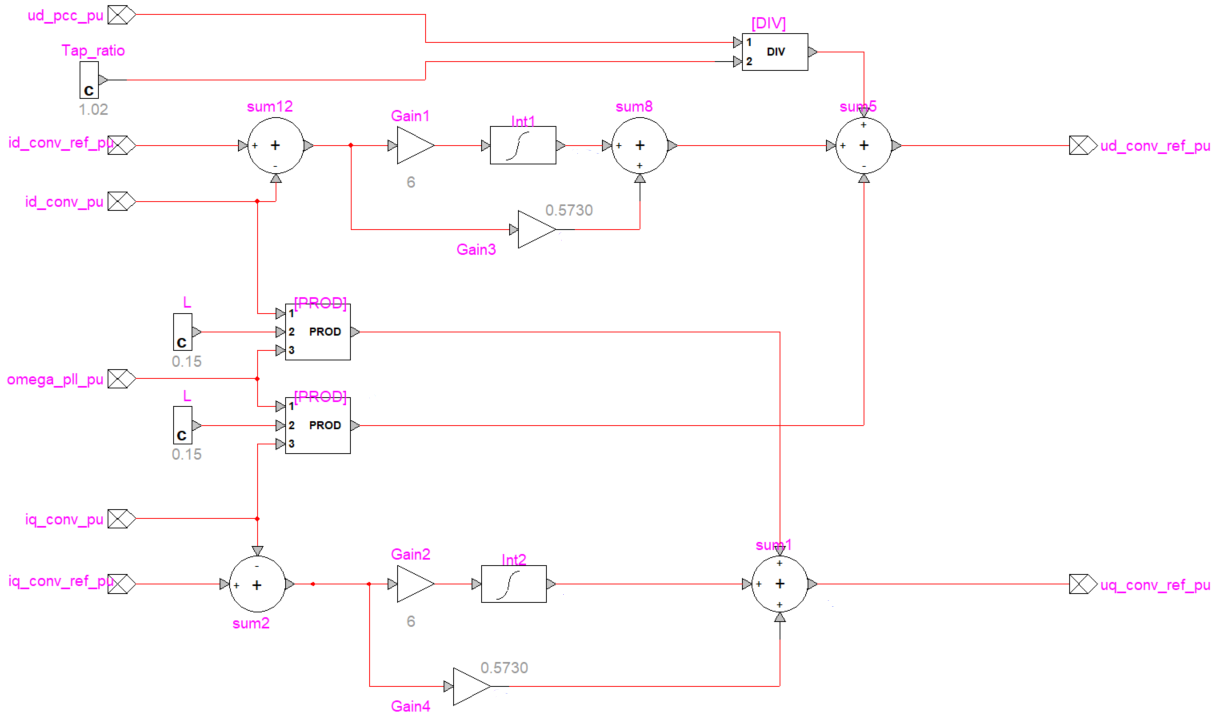 ud_pcc_pu
[DIV]
1
DIV
2
Tap_ratio
C
1.02
sum12
Gain1
Int1
sum8
sum5
id_conv_ref_pu
+
+
-
6
+
+
+
+
+
+
-
ud_conv_ref_pu
id_conv_pu
0.5730
Gain3
[PROD]
L
1
2
PROD
3
C
0.15
omega_pll_pu
[PROD]
L
1
2
PROD
3
C
0.15
iq_conv_pu
Gain2
Int2
sum1
iq_conv_ref_pu
-
+
+
6
+
+
+
+
uq_conv_ref_pu
sum2
0.5730
Gain4